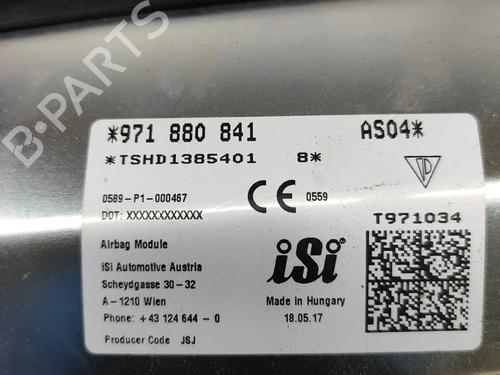 B-PARTS
*971 880 841 AS04*
*TSHD1385401 8*
0589-P1-000467
CE 0559
DOT: XXXXXXXXXXXX
T971034
Airbag Module
iSi Automotive Austria
Scheydgasse 30-32
A-1210 Wien
Phone: +43 124 644-0
Producer Code JSJ
iSi®
Made in Hungary
18.05.17